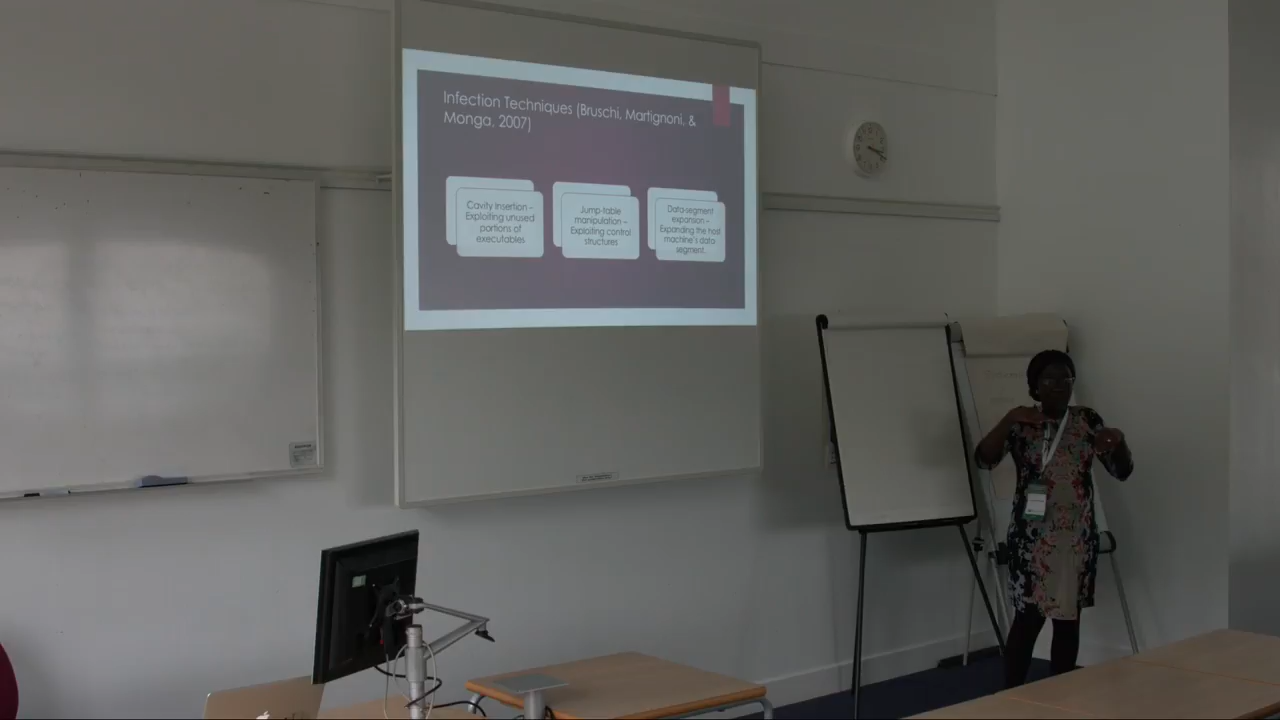 Infection Techniques (Bruschi, Martignoni, &
Monga, 2007)
Cavity Insertion –
Exploiting unused
portions of
executables
Jump-table
manipulation –
Exploiting control
structures
Data-segment
expansion –
Expanding the host
machine's data
segment.